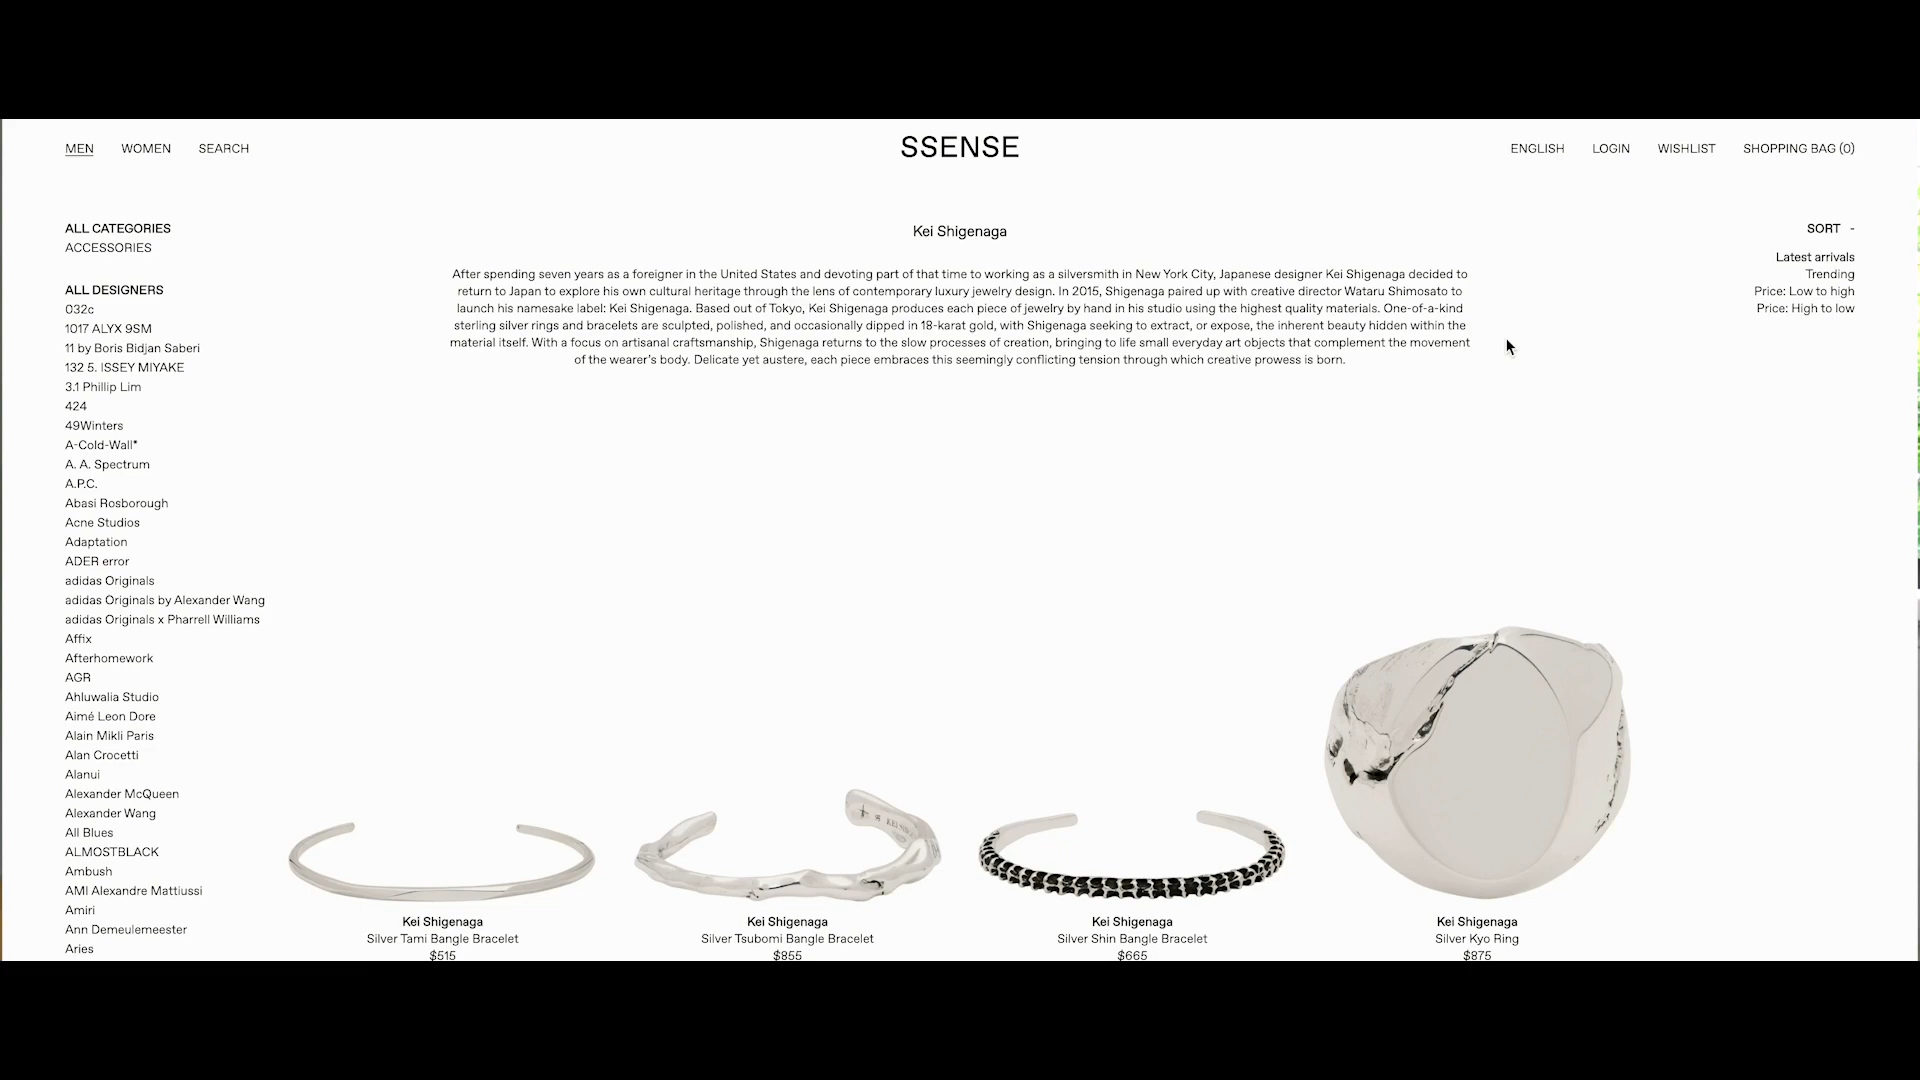 MEN WOMEN SEARCH SSENSE ENGLISH LOGIN WISHLIST SHOPPING BAG (0)
ALL CATEGORIES
ACCESSORIES
ALL DESIGNERS
032c
1017 ALYX 9SM
11 by Boris Bidjan Saberi
132 5. ISSEY MIYAKE
3.1 Phillip Lim
424
49Winters
A-Cold-Wall*
A. A. Spectrum
A.P.C.
Abasi Rosborough
Acne Studios
Adaptation
ADER error
adidas Originals
adidas Originals by Alexander Wang
adidas Originals x Pharrell Williams
Affix
Afterhomework
AGR
Ahluwalia Studio
Aimé Leon Dore
Alain Mikli Paris
Alan Crocetti
Alanui
Alexander McQueen
Alexander Wang
All Blues
ALMOSTBLACK
Ambush
AMI Alexandre Mattiussi
Amiri
Ann Demeulemeester
Aries
Kei Shigenaga
After spending seven years as a foreigner in the United States and devoting part of that time to working as a silversmith in New York City, Japanese designer Kei Shigenaga decided to
return to Japan to explore his own cultural heritage through the lens of contemporary luxury jewelry design. In 2015, Shigenaga paired up with creative director Wataru Shimosato to
launch his namesake label: Kei Shigenaga. Based out of Tokyo, Kei Shigenaga produces each piece of jewelry by hand in his studio using the highest quality materials. One-of-a-kind
sterling silver rings and bracelets are sculpted, polished, and occasionally dipped in 18-karat gold, with Shigenaga seeking to extract, or expose, the inherent beauty hidden within the
material itself. With a focus on artisanal craftsmanship, Shigenaga returns to the slow processes of creation, bringing to life small everyday art objects that complement the movement
of the wearer's body. Delicate yet austere, each piece embraces this seemingly conflicting tension through which creative prowess is born.
SORT -
Latest arrivals
Trending
Price: Low to high
Price: High to low
Kei Shigenaga
Silver Tami Bangle Bracelet
$515
Kei Shigenaga
Silver Tsubomi Bangle Bracelet
$855
Kei Shigenaga
Silver Shin Bangle Bracelet
$665
Kei Shigenaga
Silver Kyo Ring
$875